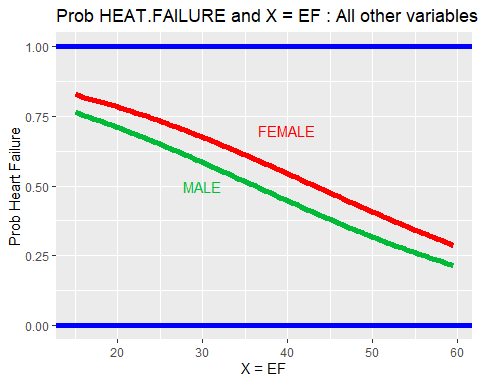 Prob HEAT.FAILURE and X = EF : All other variables
1.00
0.75
0.50
0.25
0.00
Prob Heart Failure
FEMALE
MALE
20 30 40 50 60
X = EF